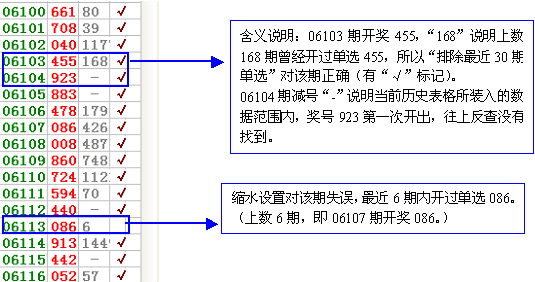 06100 661 80 √
06101 708 39 √
06102 040 117 √
06103 455 168 √
06104 923 - √
06105 883 - √
06106 478 179 √
06107 086 426 √
06108 008 487 √
06109 860 748 √
06110 724 112 √
06111 594 70 √
06112 440 - √
06113 086 6
06114 913 144 √
06115 442 - √
06116 052 57 √
含义说明：06103 期开奖 455，“168”说明上数
168 期曾经开过单选 455，所以“排除最近 30 期
单选”对该期正确（有“√”标记）。
06104 期减号“-”说明当前历史表格所装入的数
据范围内，奖号 923 第一次开出，往上反查没有
找到。
缩水设置对该期失误，最近 6 期内开过单选 086。
（上数 6 期，即 06107 期开奖 086。）